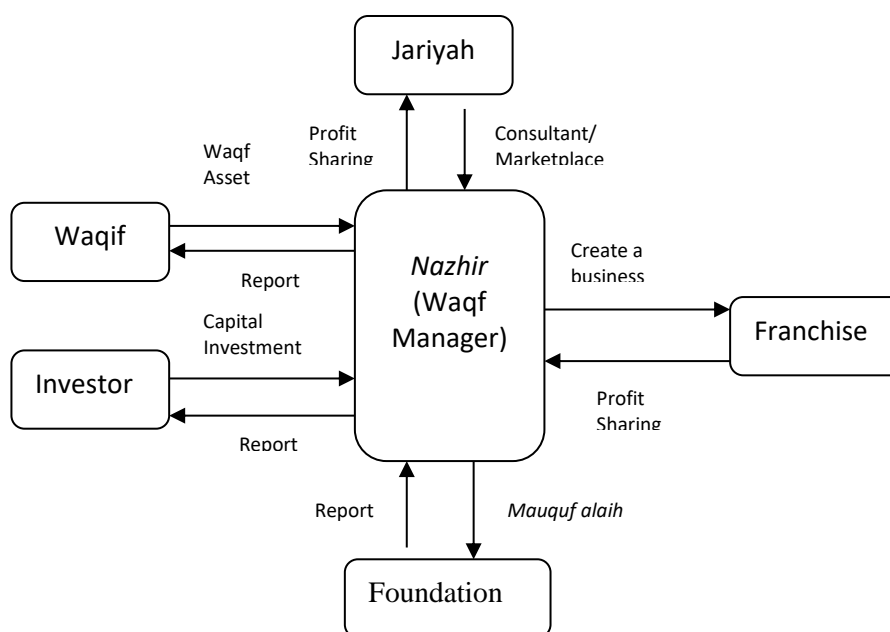 Jariyah
Profit
Sharing
Consultant/
Marketplace
Waqf
Asset
Waqif
Report
Nazhir
(Waqf
Manager)
Create a
business
Capital
Investment
Franchise
Investor
Profit
Sharing
Report
Report
Mauquf alaih
Foundation